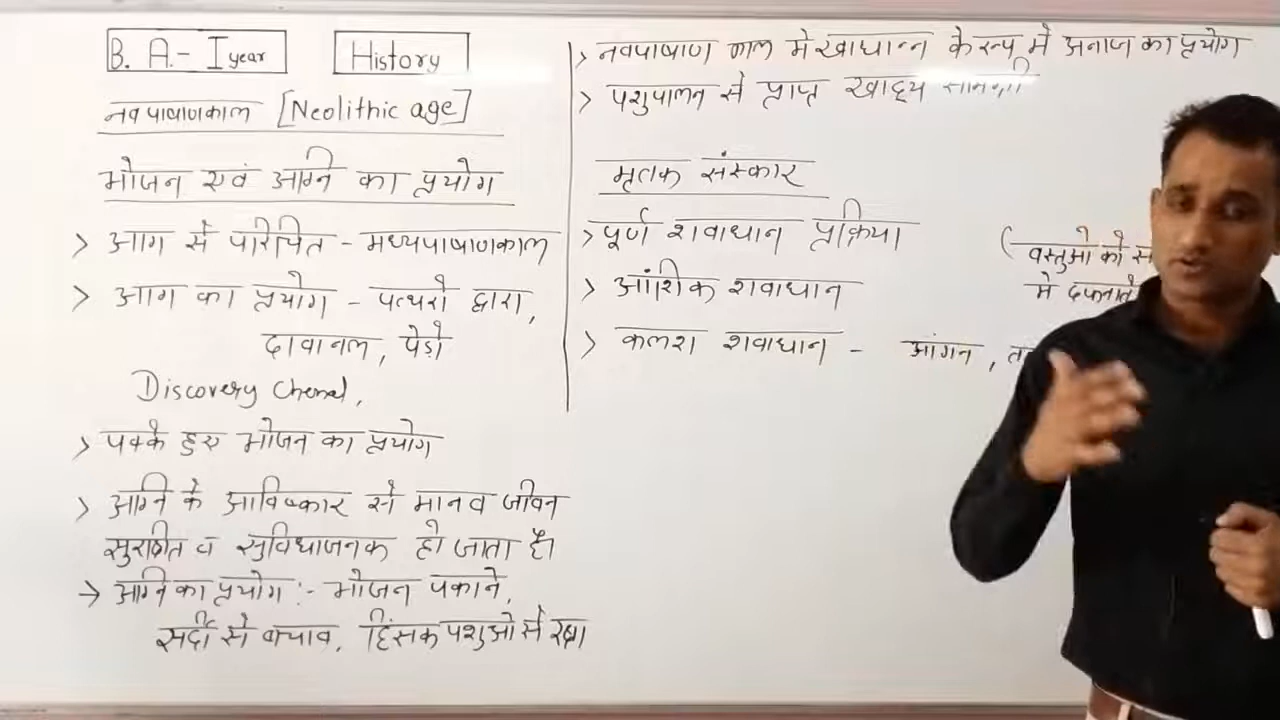 B. A.- I year
History
नवपाषाणकाल [Neolithic age]
भोजन एवं अग्नि का प्रयोग
> आग से परिचित - मध्यपाषाणकाल
> आग का प्रयोग - पत्थरो द्वारा,
दावानल, पेड़ो
Discovery Chenal,
> पक्के हुए भोजन का प्रयोग
> अग्नि के आविष्कार से मानव जीवन
सुरक्षित व सुविधाजनक हो जाता है।
→ अग्नि का प्रयोग :- भोजन पकाने,
सर्दी से बचाव, हिंसक पशुओ से रक्षा
> नवपाषाण काल मे खाधान्न के रूप में अनाज का प्रयोग
> पशुपालन से प्राप्त खाद्य सामग्री
मृतक संस्कार
> पूर्ण शवाधान प्रक्रिया
(वस्तुओ को
मे दफनाते
> आंशिक शवाधान
> कलश शवाधान - आंगन,